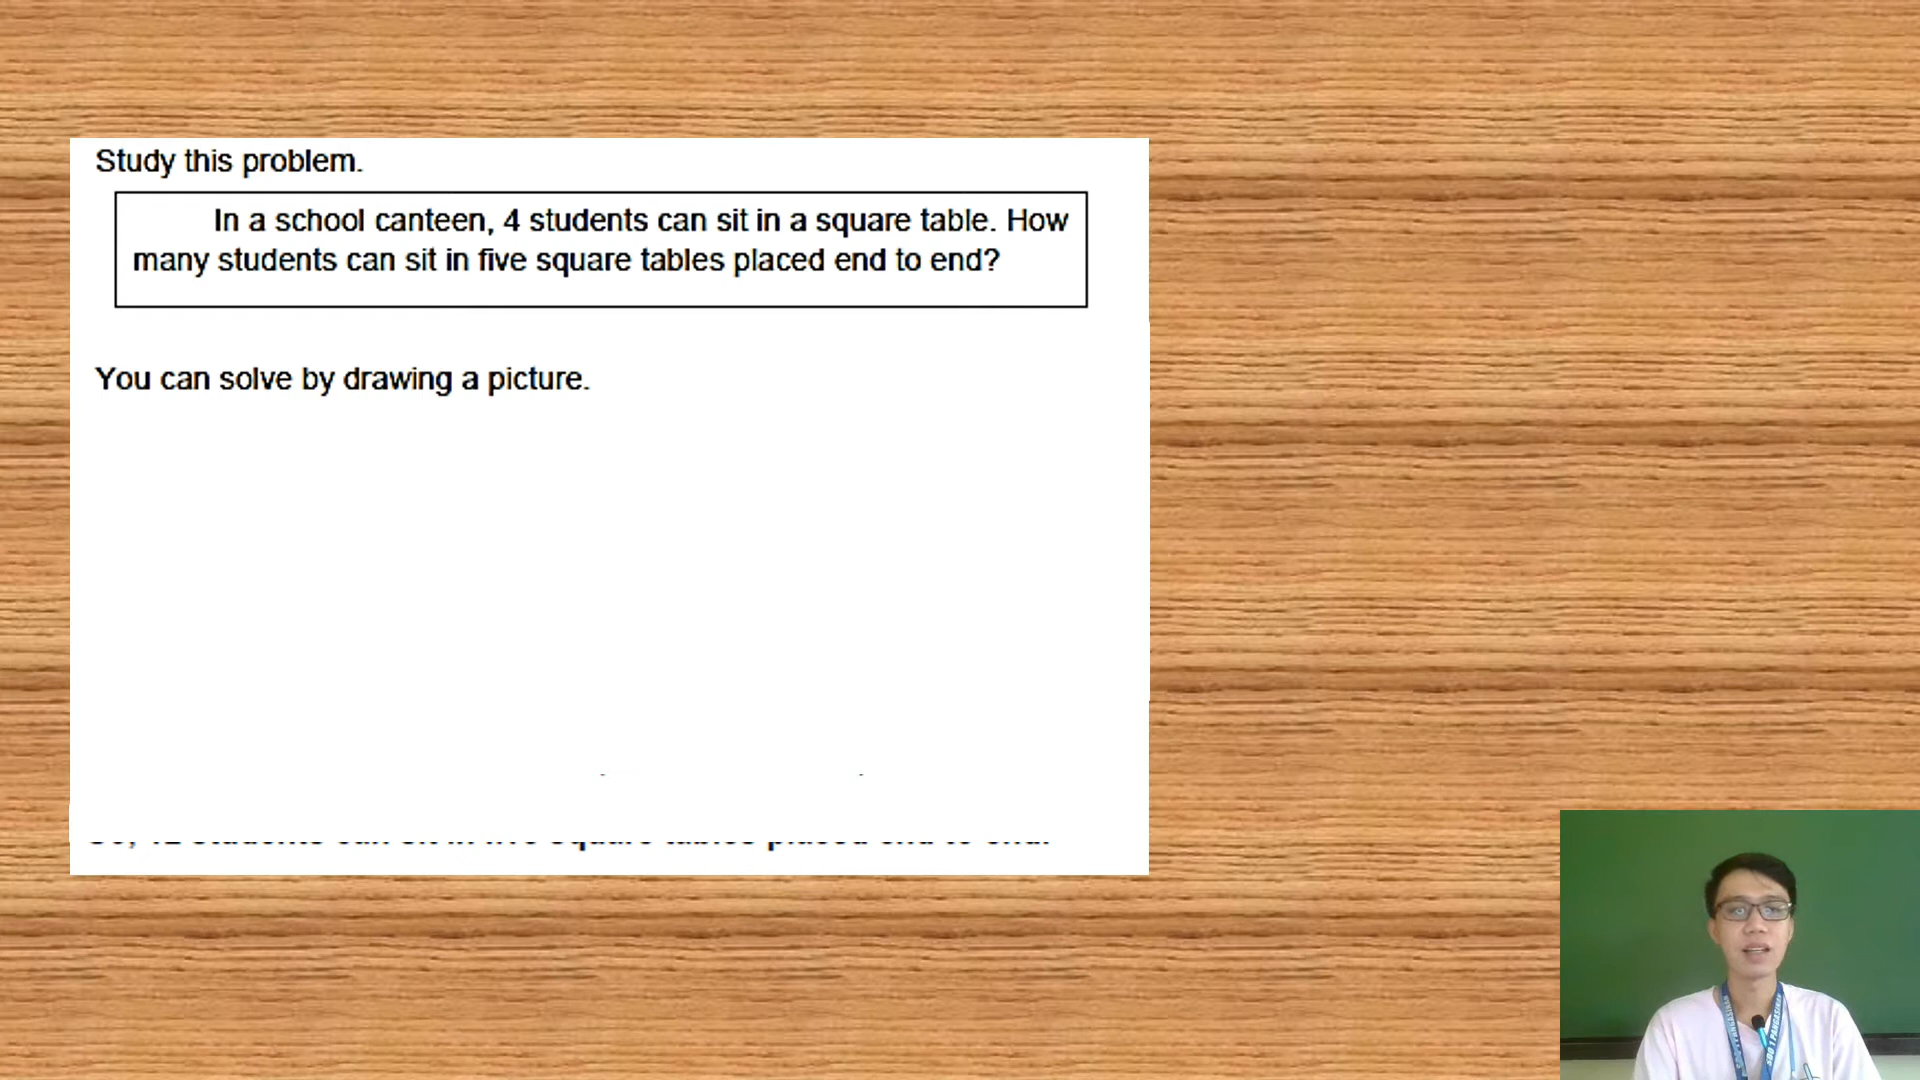 Study this problem.
In a school canteen, 4 students can sit in a square table. How
many students can sit in five square tables placed end to end?
You can solve by drawing a picture.